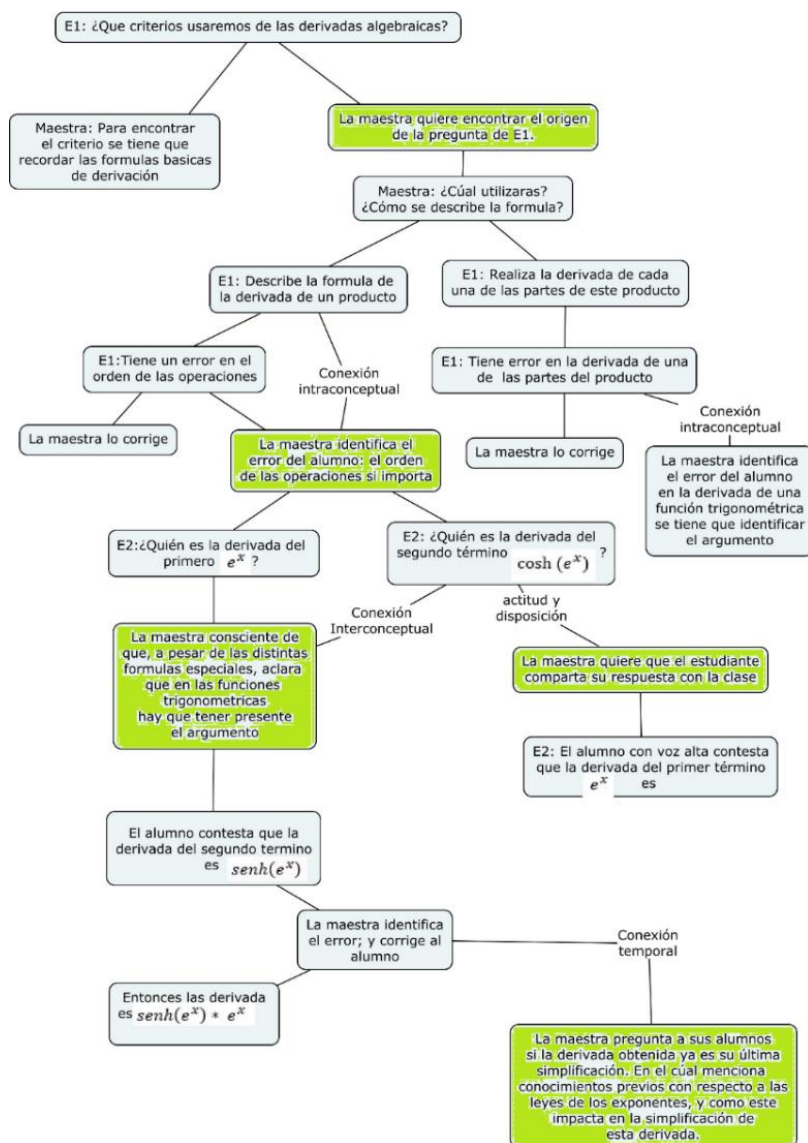 E1: ¿Que criterios usaremos de las derivadas algebraicas?
Maestra: Para encontrar
el criterio se tiene que
recordar las formulas basicas
de derivación
La maestra quiere encontrar el origen
de la pregunta de E1.
Maestra: ¿Cúal utilizaras?
¿Cómo se describe la formula?
E1: Describe la formula de
la derivada de un producto
E1: Realiza la derivada de cada
una de las partes de este producto
E1:Tiene un error en el
orden de las operaciones
Conexión
intraconceptual
E1: Tiene error en la derivada de una
de las partes del producto
La maestra lo corrige
La maestra identifica el
error del alumno: el orden
de las operaciones si importa
La maestra lo corrige
Conexión
intraconceptual
La maestra identifica
el error del alumno
en la derivada de una
función trigonométrica
se tiene que identificar
el argumento
E2:¿Quién es la derivada del
primero e^x ?
E2: ¿Quién es la derivada del
segundo término cosh (e^x) ?
Conexión
Interconceptual
actitud y
disposición
La maestra consciente de
que, a pesar de las distintas
formulas especiales, aclara
que en las funciones
trigonometricas
hay que tener presente
el argumento
La maestra quiere que el estudiante
comparta su respuesta con la clase
E2: El alumno con voz alta contesta
que la derivada del primer término
e^x es
El alumno contesta que la
derivada del segundo termino
es senh(e^x)
La maestra identifica
el error; y corrige al
alumno
Conexión
temporal
Entonces las derivada
es senh(e^x) * e^x
La maestra pregunta a sus alumnos
si la derivada obtenida ya es su última
simplificación. En el cúal menciona
conocimientos previos con respecto a las
leyes de los exponentes, y como este
impacta en la simplificación de
esta derivada.